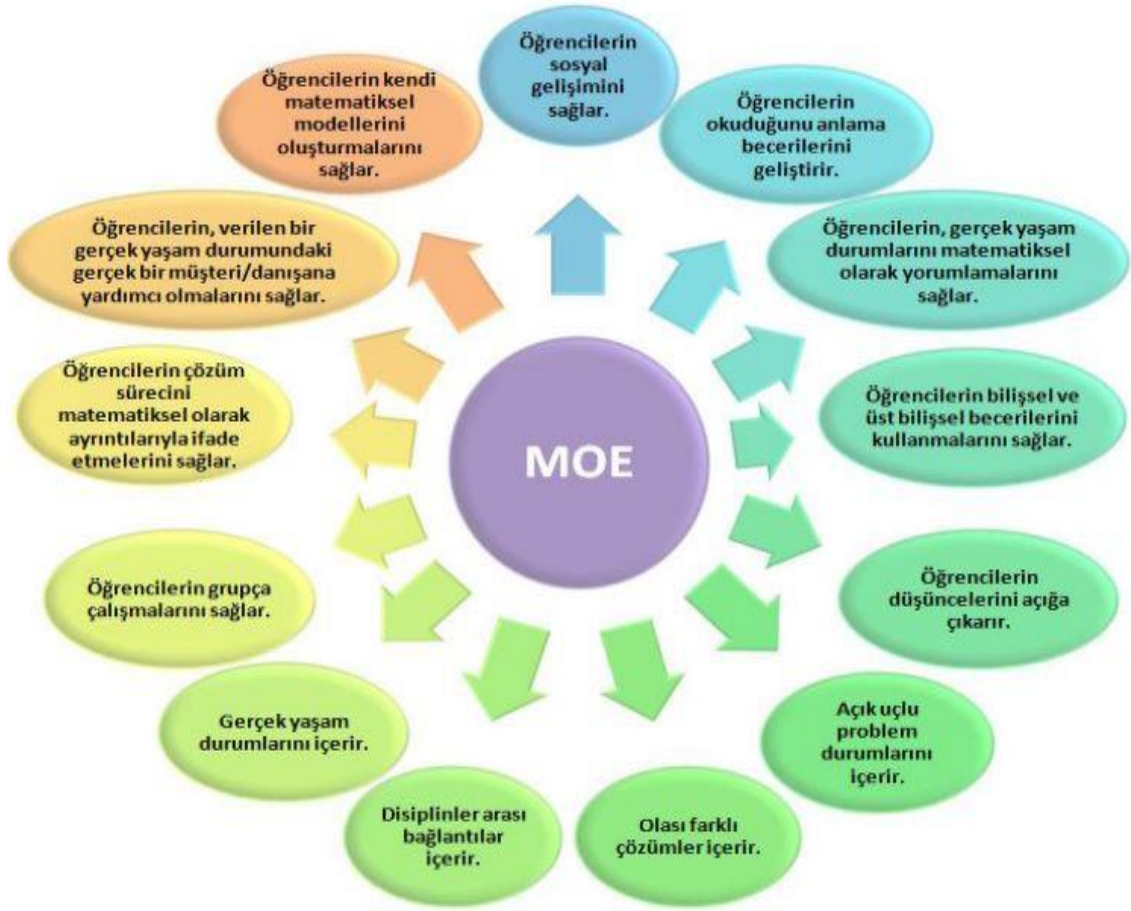 Öğrencilerin
sosyal
gelişimini
sağlar.
Öğrencilerin
okuduğunu anlama
becerilerini
geliştirir.
Öğrencilerin, gerçek yaşam
durumlarını matematiksel
olarak yorumlamalarını
sağlar.
Öğrencilerin bilişsel ve
üst bilişsel becerilerini
kullanmalarını sağlar.
Öğrencilerin
düşüncelerini açığa
çıkarır.
Açık uçlu
problem
durumlarını
içerir.
Olası farklı
çözümler içerir.
Disiplinler arası
bağlantılar
içerir.
Gerçek yaşam
durumlarını içerir.
Öğrencilerin grupça
çalışmalarını sağlar.
Öğrencilerin çözüm
sürecini
matematiksel olarak
ayrıntılarıyla ifade
etmelerini sağlar.
Öğrencilerin, verilen bir
gerçek yaşam durumundaki
gerçek bir müşteri/danışana
yardımcı olmalarını sağlar.
Öğrencilerin kendi
matematiksel
modellerini
oluşturmalarını
sağlar.
MOE